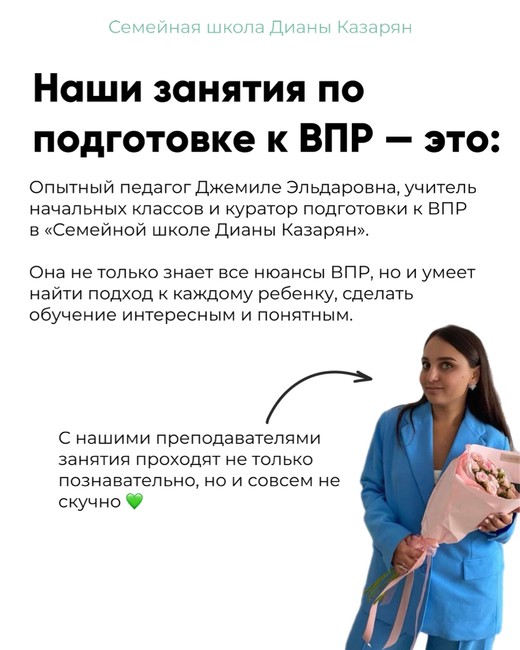 Семейная школа Дианы Казарян
Наши занятия по
подготовке к ВПР — это:
Опытный педагог Джемиле Эльдаровна, учитель
начальных классов и куратор подготовки к ВПР
в «Семейной школе Дианы Казарян».
Она не только знает все нюансы ВПР, но и умеет
найти подход к каждому ребенку, сделать
обучение интересным и понятным.
С нашими преподавателями
занятия проходят не только
познавательно, но и совсем не
скучно 💚